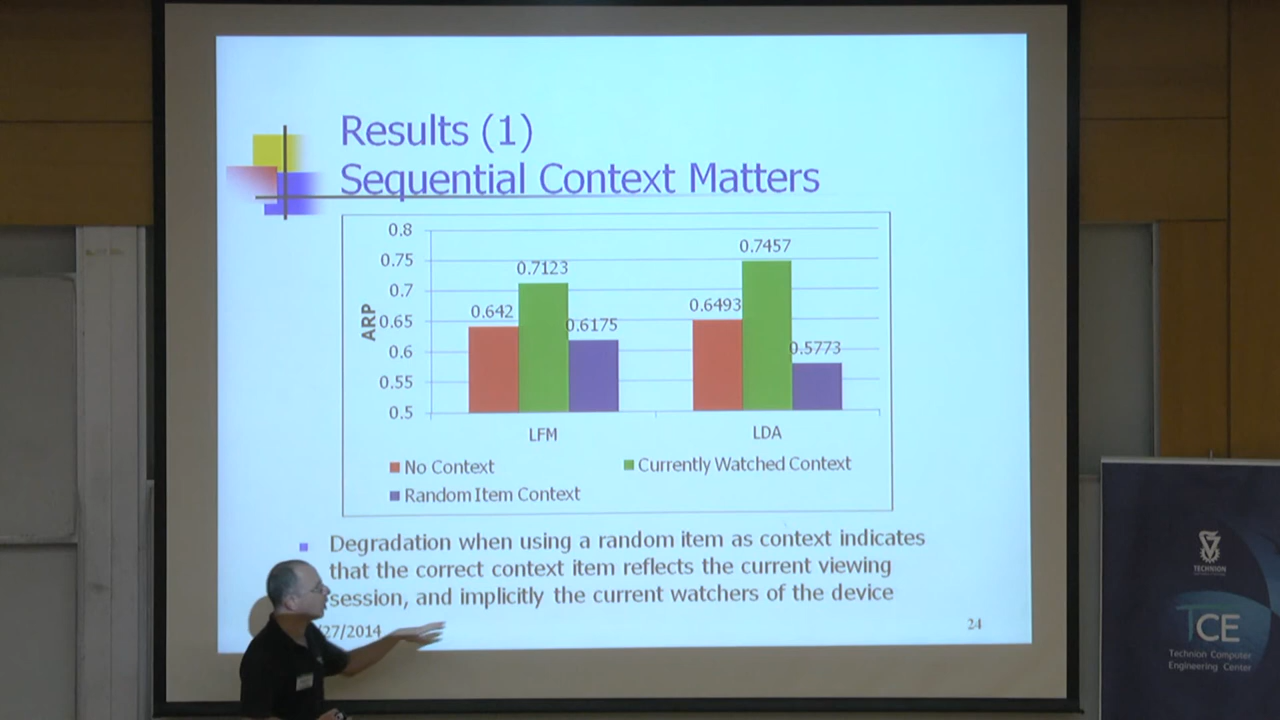 Results (1)
Sequential Context Matters
0.8
0.75
0.7
0.65
0.6
0.55
0.5
ARP
0.642
0.7123
0.6175
0.6493
0.7457
0.5773
LFM
LDA
No Context
Currently Watched Context
Random Item Context
Degradation when using a random item as context indicates
that the correct context item reflects the current viewing
session, and implicitly the current watchers of the device
27/2014
24
TECHNION
TCE
Technion Computer
Engineering Center